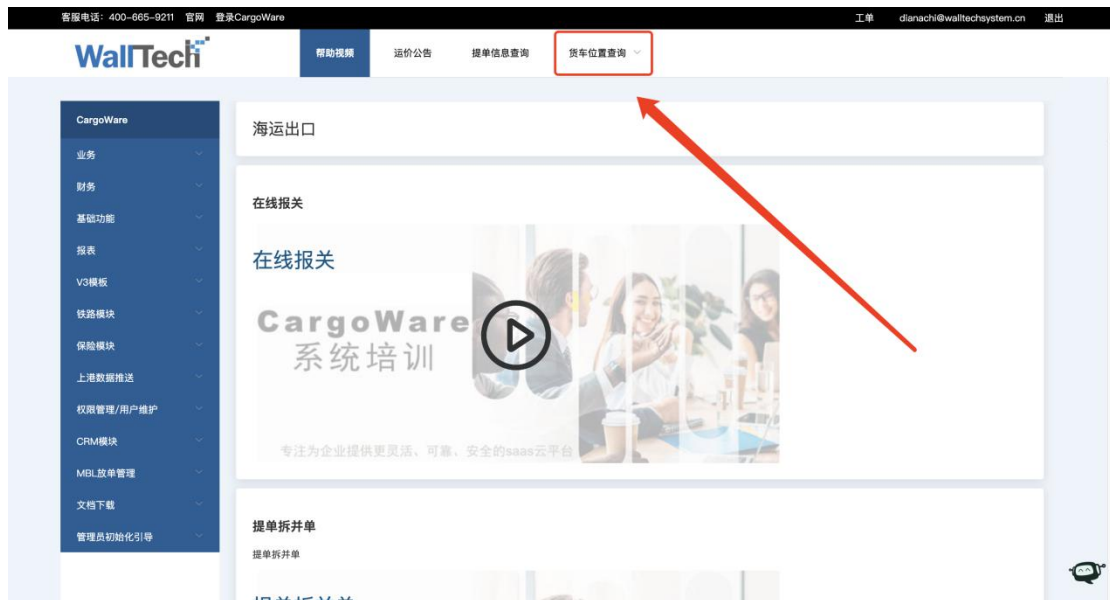 客服电话：400-665-9211 官网 登录CargoWare 工单 dianachi@walltechsystem.cn 退出
WallTech 帮助视频 运价公告 提单信息查询 货车位置查询
CargoWare
业务
财务
基础功能
报表
V3模板
铁路模块
保险模块
上港数据推送
权限管理/用户维护
CRM模块
MBL放单管理
文档下载
管理员初始化引导
海运出口
在线报关
在线报关
CargoWare
系统培训
专注为企业提供更灵活、可靠、安全的saas云平台
提单拆并单
提单拆并单
提单拆并单